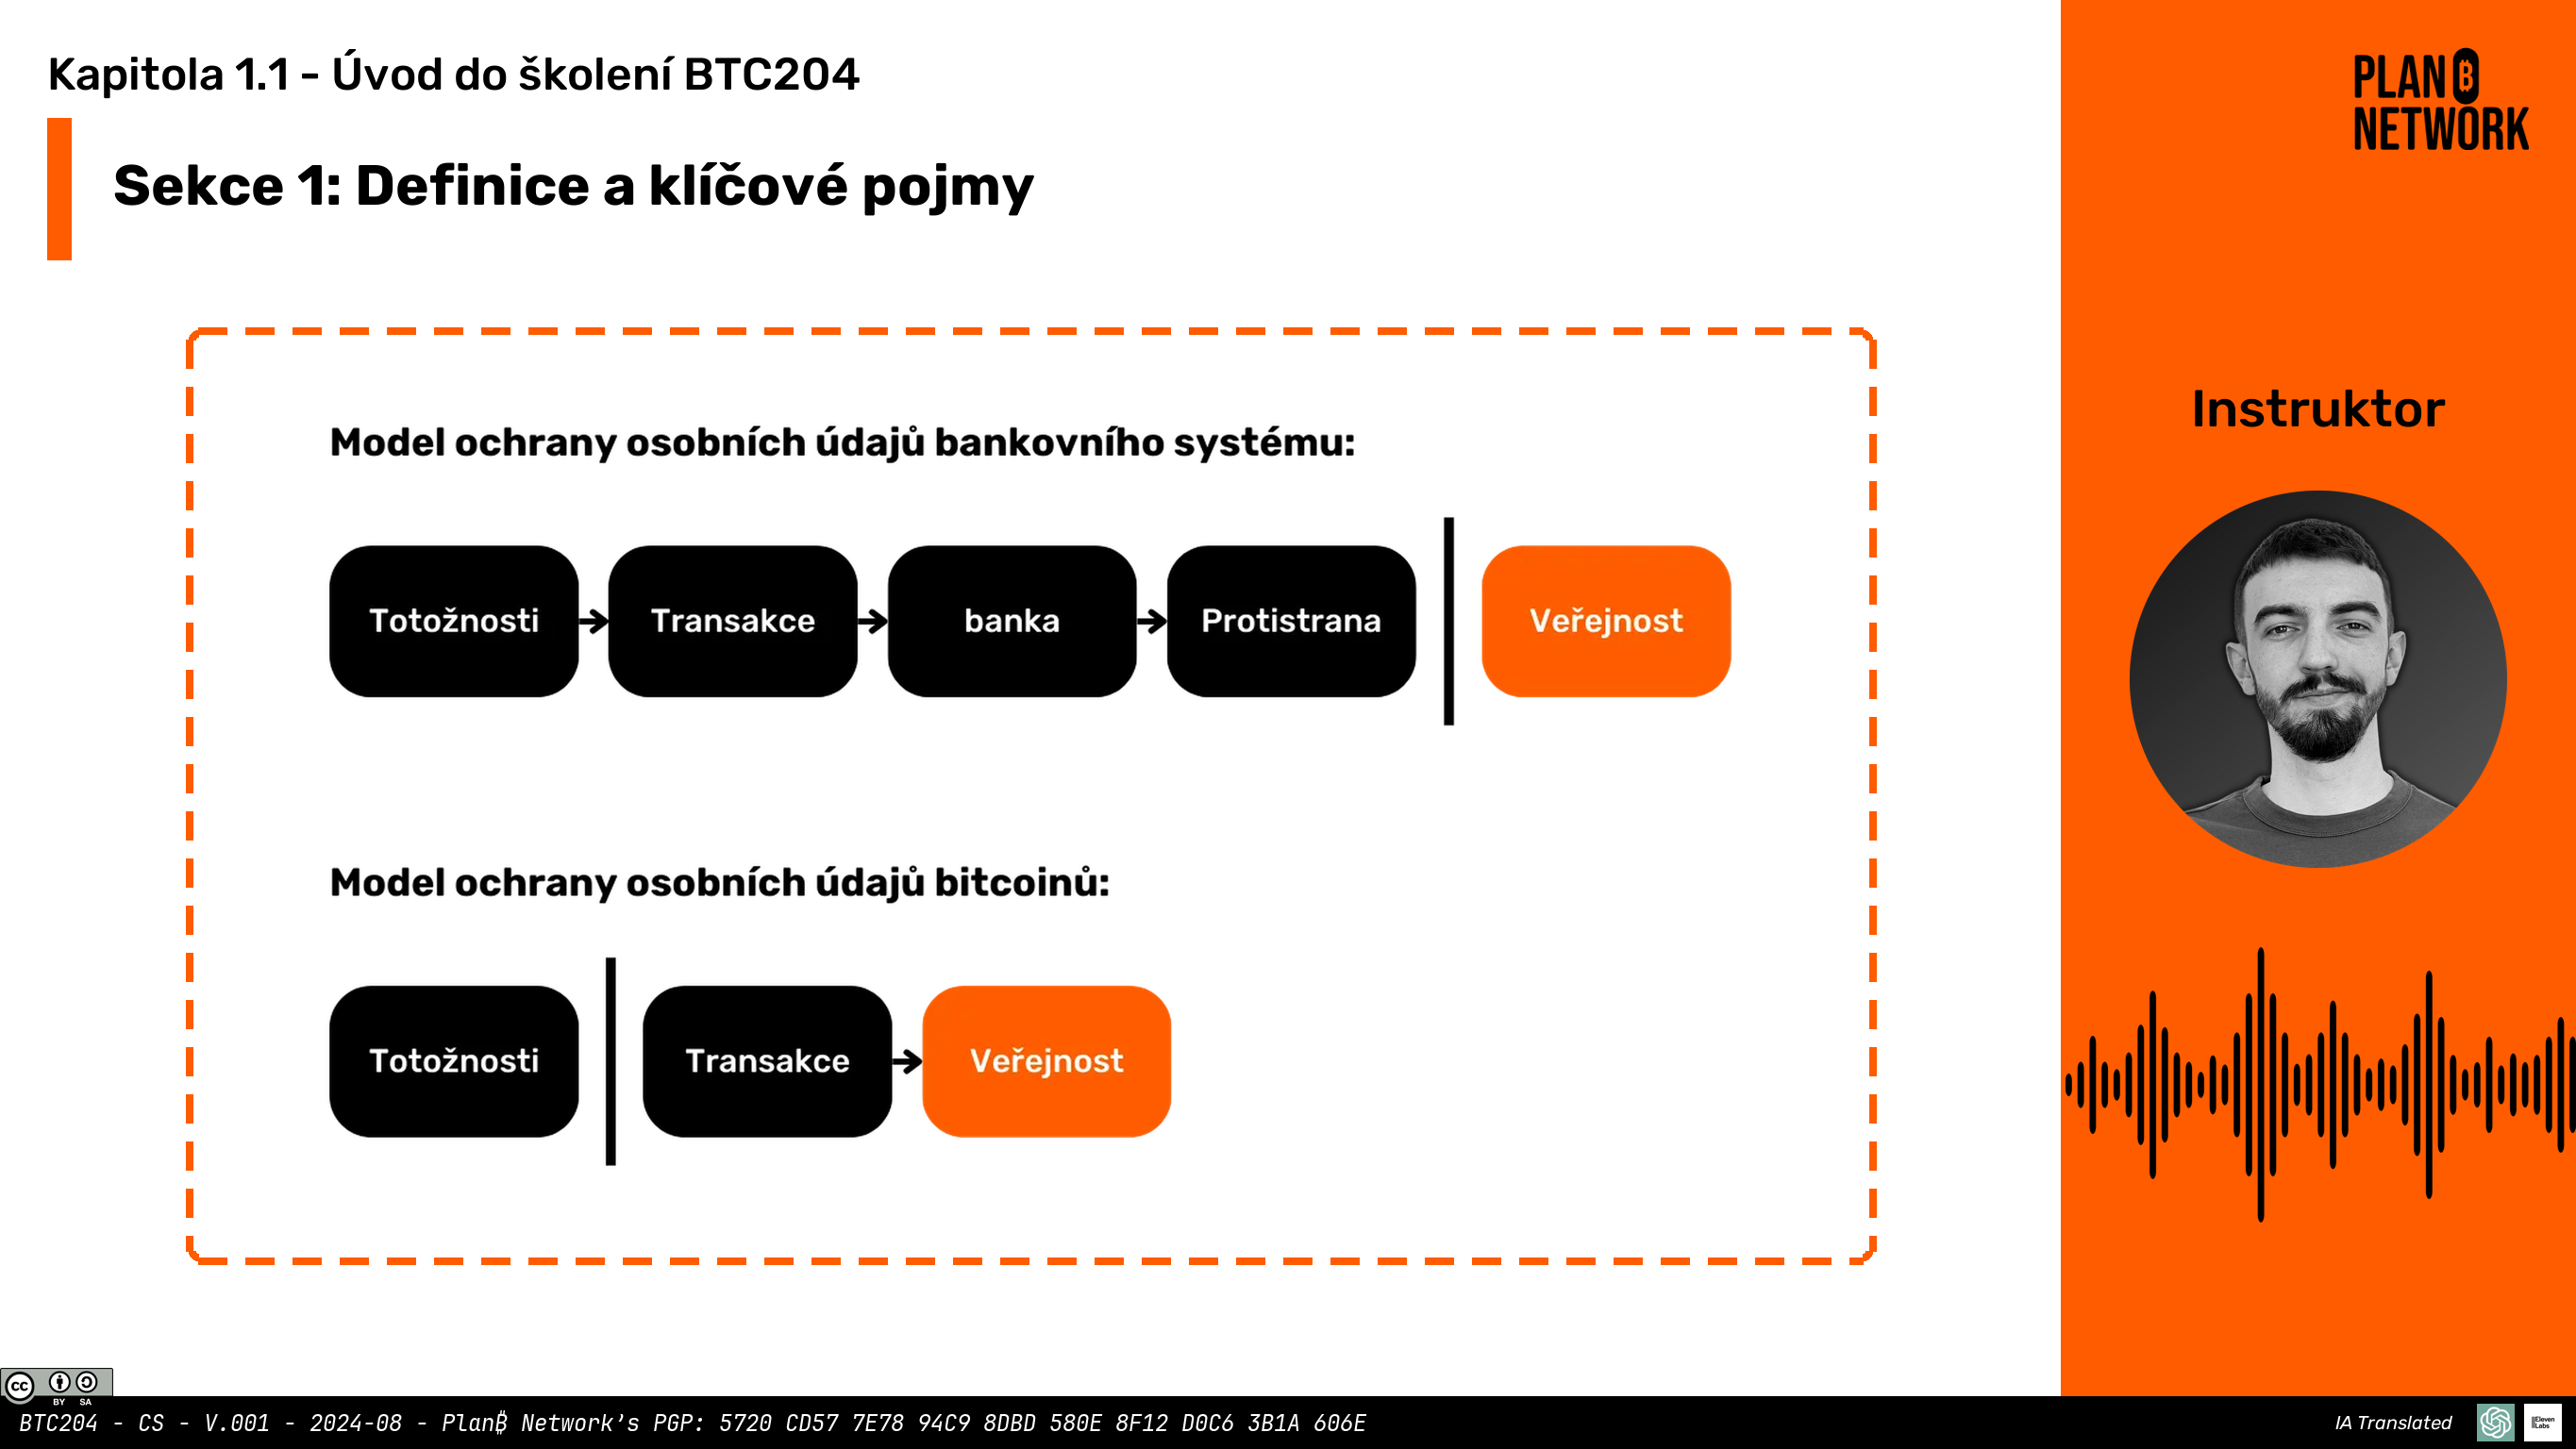 Kapitola 1.1 - Úvod do školení BTC204
Sekce 1: Definice a klíčové pojmy
PLAN ₿
NETWORK
Instruktor
Model ochrany osobních údajů bankovního systému:
Totožnosti
Transakce
banka
Protistrana
Veřejnost
Model ochrany osobních údajů bitcoinů:
Totožnosti
Transakce
Veřejnost
cc
BY SA
BTC204 - CS - V.001 - 2024-08 - Plan₿ Network's PGP: 5720 CD57 7E78 94C9 8DBD 580E 8F12 D0C6 3B1A 606E
IA Translated
ElevenLabs